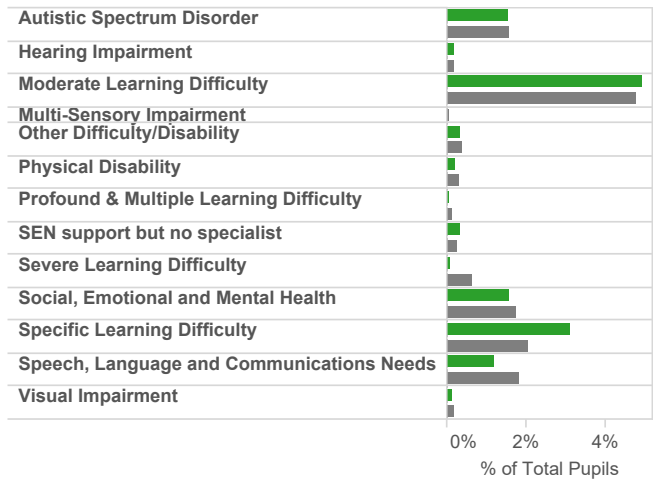 Autistic Spectrum Disorder
Hearing Impairment
Moderate Learning Difficulty
Multi-Sensory Impairment
Other Difficulty/Disability
Physical Disability
Profound & Multiple Learning Difficulty
SEN support but no specialist
Severe Learning Difficulty
Social, Emotional and Mental Health
Specific Learning Difficulty
Speech, Language and Communications Needs
Visual Impairment
0% 2% 4%
% of Total Pupils